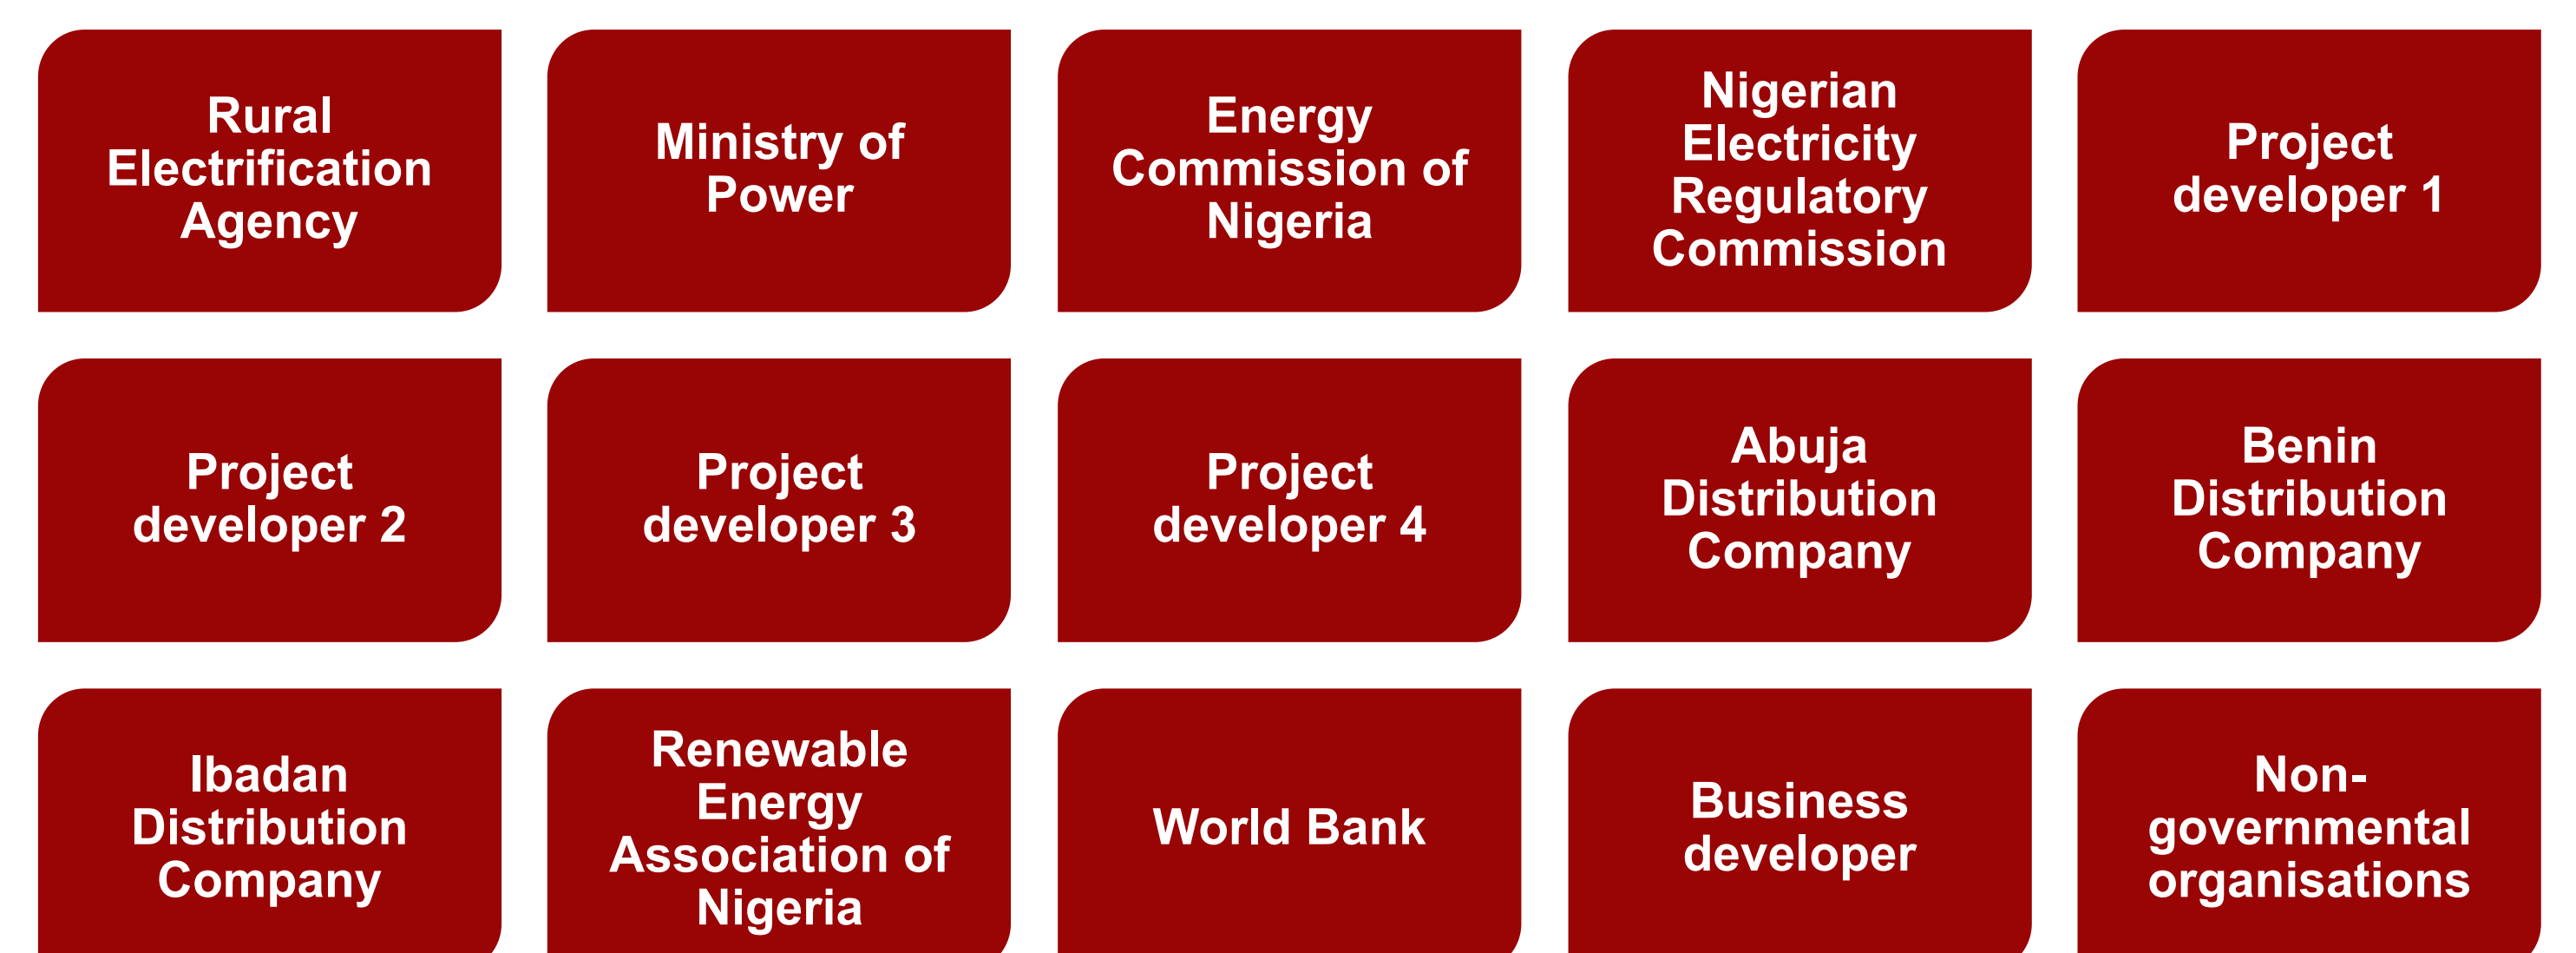 Rural
Electrification
Agency
Ministry of
Power
Energy
Commission of
Nigeria
Nigerian
Electricity
Regulatory
Commission
Project
developer 1
Project
developer 2
Project
developer 3
Project
developer 4
Abuja
Distribution
Company
Benin
Distribution
Company
Ibadan
Distribution
Company
Renewable
Energy
Association of
Nigeria
World Bank
Business
developer
Non-
governmental
organisations